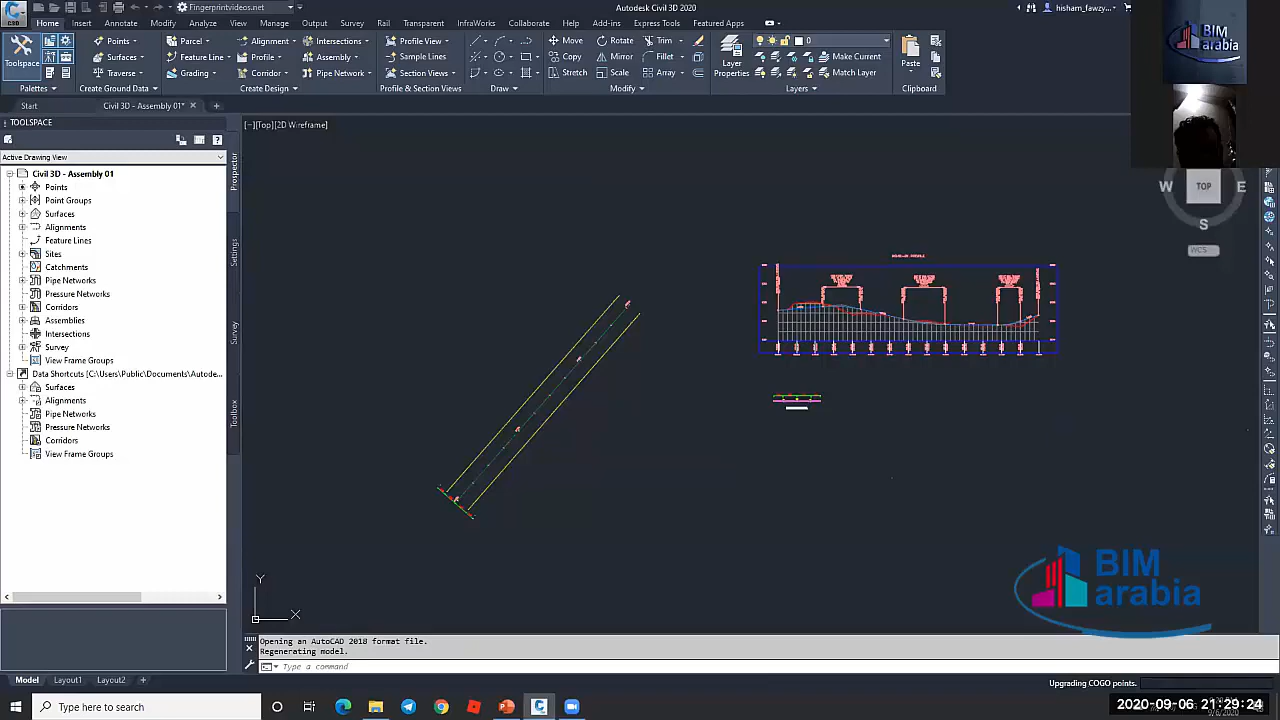 Fingerprintvideos.net
Autodesk Civil 3D 2020
hisham_fawzy...
Home Insert Annotate Modify Analyze View Manage Output Survey Rail Transparent InfraWorks Collaborate Help Add-ins Express Tools Featured Apps
Toolspace
Points
Surfaces
Traverse
Parcel
Feature Line
Grading
Alignment
Profile
Corridor
Intersections
Assembly
Pipe Network
Profile View
Sample Lines
Section Views
Move
Copy
Stretch
Rotate
Mirror
Scale
Trim
Fillet
Array
Layer
Properties
0
Make Current
Match Layer
Paste
Palettes
Create Ground Data
Create Design
Profile & Section Views
Draw
Modify
Layers
Clipboard
Start
Civil 3D - Assembly 01*
TOOLSPACE
Active Drawing View
Civil 3D - Assembly 01
Points
Point Groups
Surfaces
Alignments
Feature Lines
Sites
Catchments
Pipe Networks
Pressure Networks
Corridors
Assemblies
Intersections
Survey
View Frame Groups
Data Shortcuts [C:\Users\Public\Documents\Autode...
Surfaces
Alignments
Pipe Networks
Pressure Networks
Corridors
View Frame Groups
Prospector
Settings
Survey
Toolbox
[−][Top][2D Wireframe]
BIM
arabia
W
TOP
E
S
WCS
Y
X
BIM
arabia
Opening an AutoCAD 2018 format file.
Regenerating model.
Type a command
Model Layout1 Layout2
Upgrading COGO points.
Type here to search
2020-09-06 21:29:24